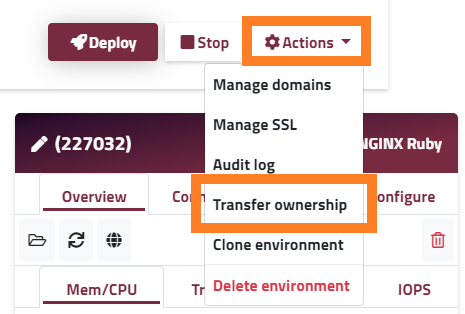 Deploy Stop Actions
Manage domains
Manage SSL
(227032) NGINX Ruby
Audit log
Overview Con onfigure
Transfer ownership
Clone environment
Delete environment
Mem/CPU Tr IOPS